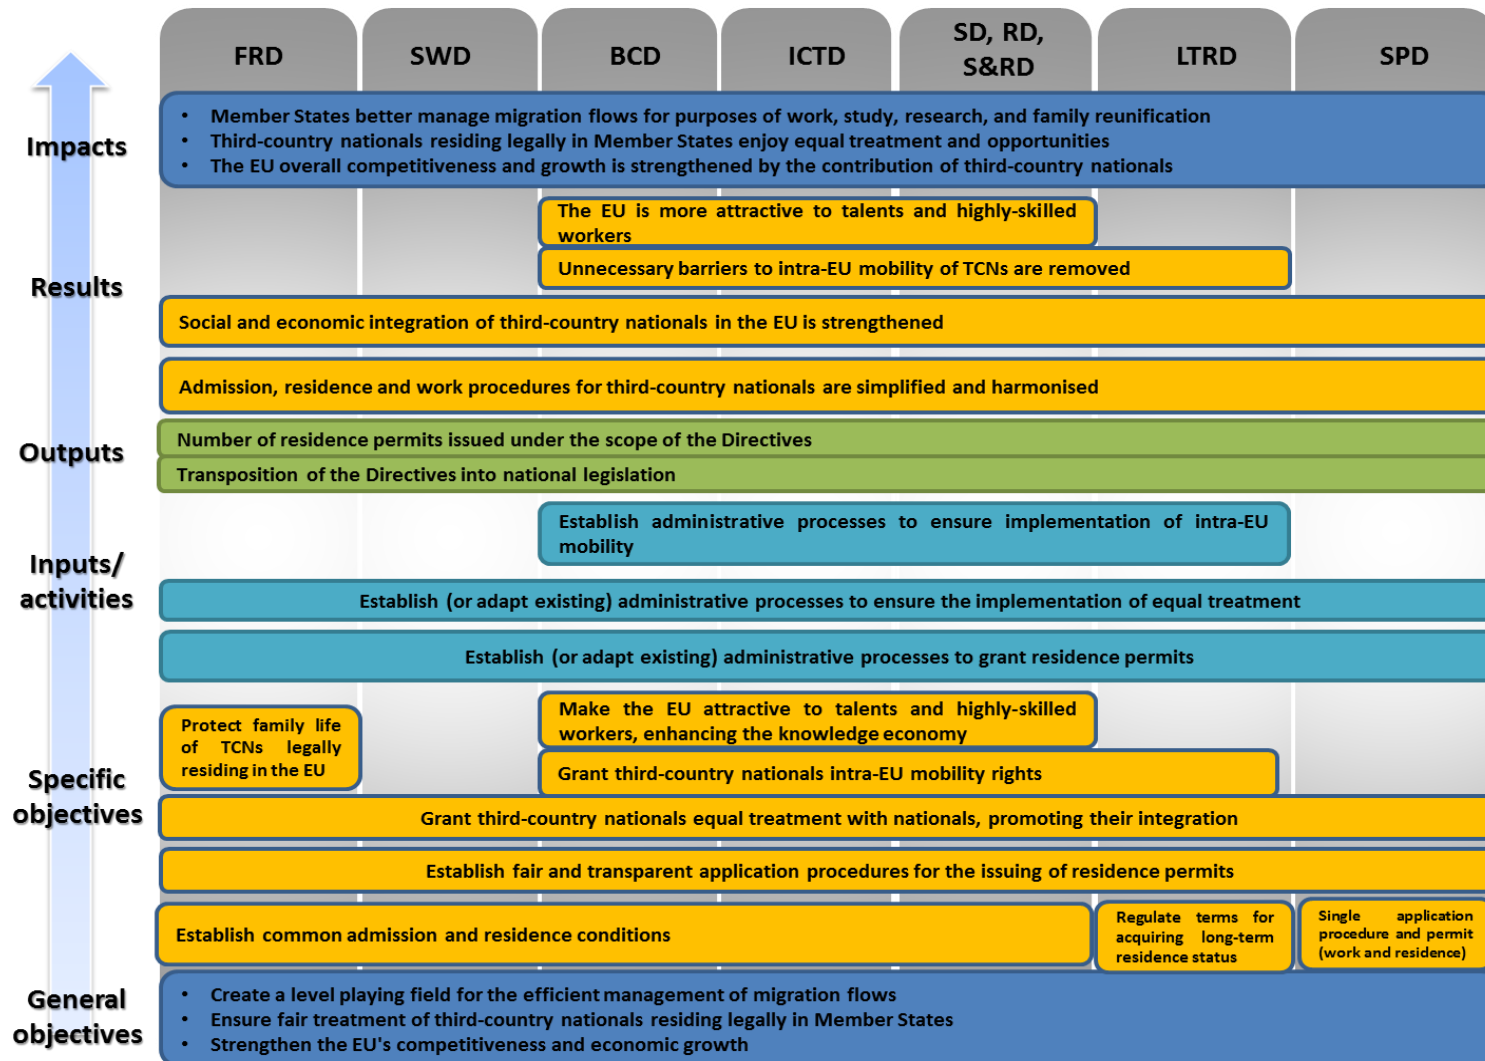 FRD
SWD
BCD
ICTD
SD, RD,
S&RD
LTRD
SPD
Impacts
• Member States better manage migration flows for purposes of work, study, research, and family reunification
• Third-country nationals residing legally in Member States enjoy equal treatment and opportunities
• The EU overall competitiveness and growth is strengthened by the contribution of third-country nationals
Results
The EU is more attractive to talents and highly-skilled
workers
Unnecessary barriers to intra-EU mobility of TCNs are removed
Social and economic integration of third-country nationals in the EU is strengthened
Admission, residence and work procedures for third-country nationals are simplified and harmonised
Outputs
Number of residence permits issued under the scope of the Directives
Transposition of the Directives into national legislation
Inputs/
activities
Establish administrative processes to ensure implementation of intra-EU
mobility
Establish (or adapt existing) administrative processes to ensure the implementation of equal treatment
Establish (or adapt existing) administrative processes to grant residence permits
Specific
objectives
Protect family life
of TCNs legally
residing in the EU
Make the EU attractive to talents and highly-skilled
workers, enhancing the knowledge economy
Grant third-country nationals intra-EU mobility rights
Grant third-country nationals equal treatment with nationals, promoting their integration
Establish fair and transparent application procedures for the issuing of residence permits
Establish common admission and residence conditions
Regulate terms for
acquiring long-term
residence status
Single application
procedure and permit
(work and residence)
General
objectives
• Create a level playing field for the efficient management of migration flows
• Ensure fair treatment of third-country nationals residing legally in Member States
• Strengthen the EU's competitiveness and economic growth